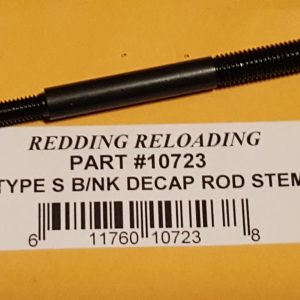 REDDING RELOADING
PART #10723
TYPE S B/NK DECAP ROD STEM
6 11760 10723 8